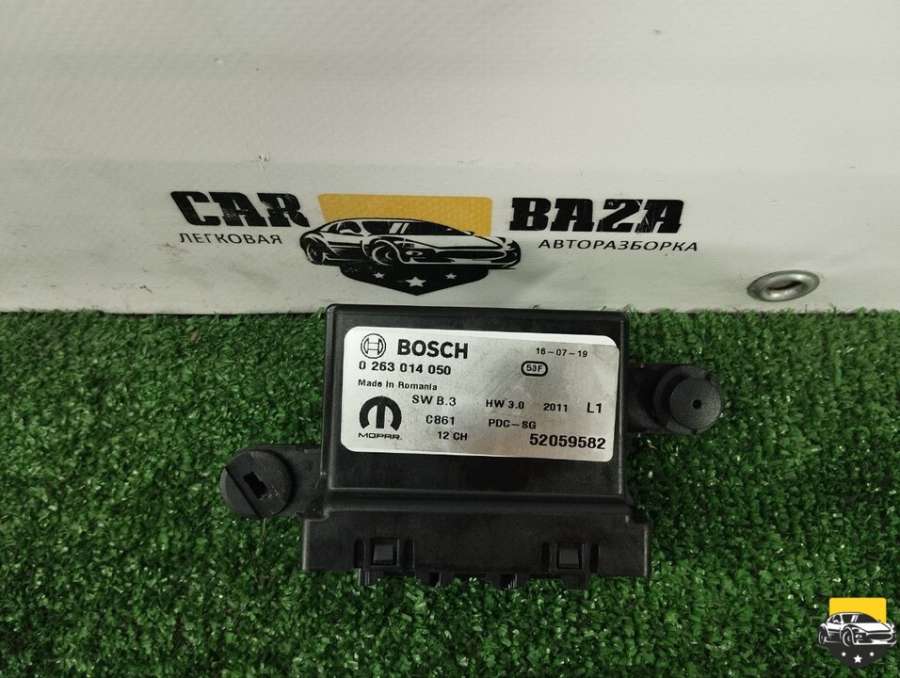 CAR BAZA
ЛЕГКОВАЯ АВТОРАЗБОРКА
BOSCH
16-07-19
0 263 014 050
53F
Made in Romania
SW B.3 HW 3.0 2011 L1
C861 PDC-SG
MOPAR. 12 CH 52059582